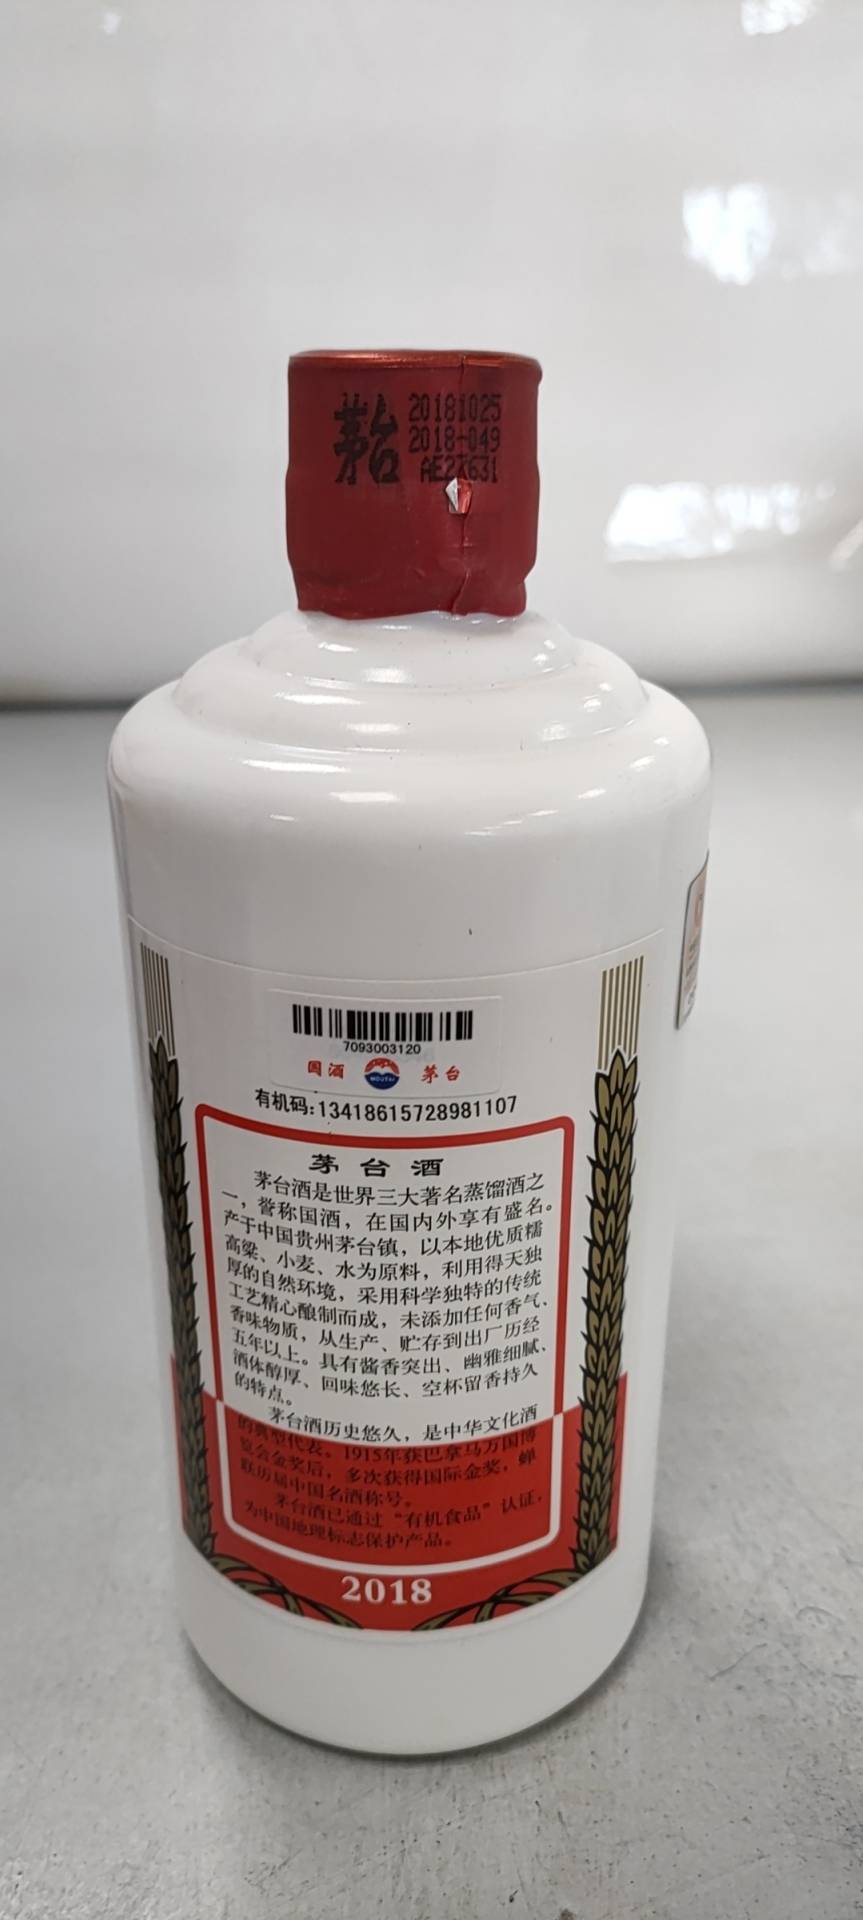 茅台
20181025
2018-049
AE27631
7093003120
国酒 MOUTAI 茅台
有机码:13418615728981107
茅台酒
茅台酒是世界三大著名蒸馏酒之
一，誉称国酒，在国内外享有盛名。
产于中国贵州茅台镇，以本地优质糯
高粱、小麦、水为原料，利用得天独
厚的自然环境，采用科学独特的传统
工艺精心酿制而成，未添加任何香气、
香味物质，从生产、贮存到出厂历经
五年以上。具有酱香突出、幽雅细腻、
酒体醇厚、回味悠长、空杯留香持久
的特点。
茅台酒历史悠久，是中华文化酒
的典型代表。1915年获巴拿马万国博
览会金奖后，多次获得国际金奖，蝉
联历届中国名酒称号。
茅台酒已通过“有机食品”认证，
为中国地理标志保护产品。
2018